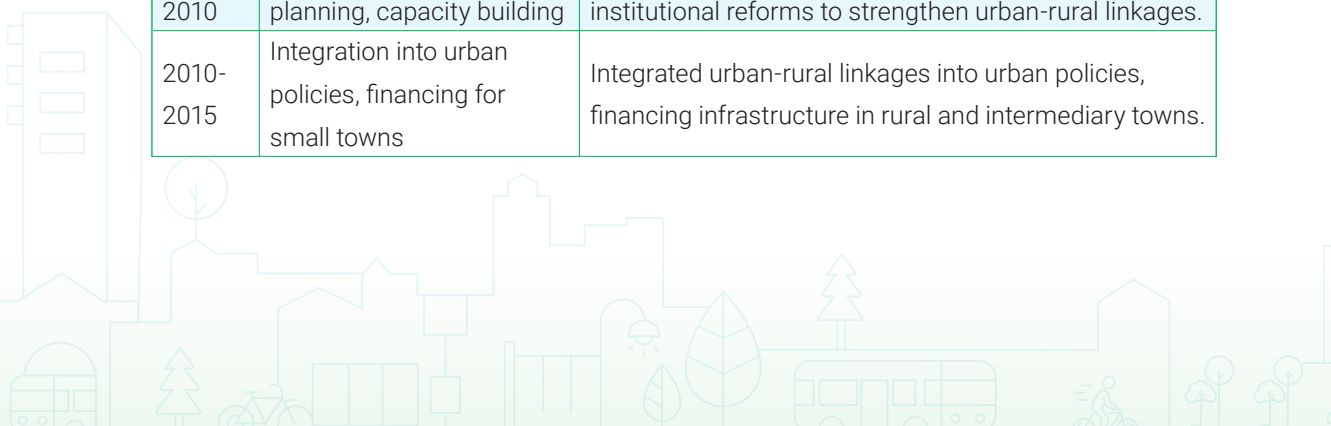 2010 planning, capacity building institutional reforms to strengthen urban-rural linkages.
2010-
2015
Integration into urban
policies, financing for
small towns
Integrated urban-rural linkages into urban policies,
financing infrastructure in rural and intermediary towns.